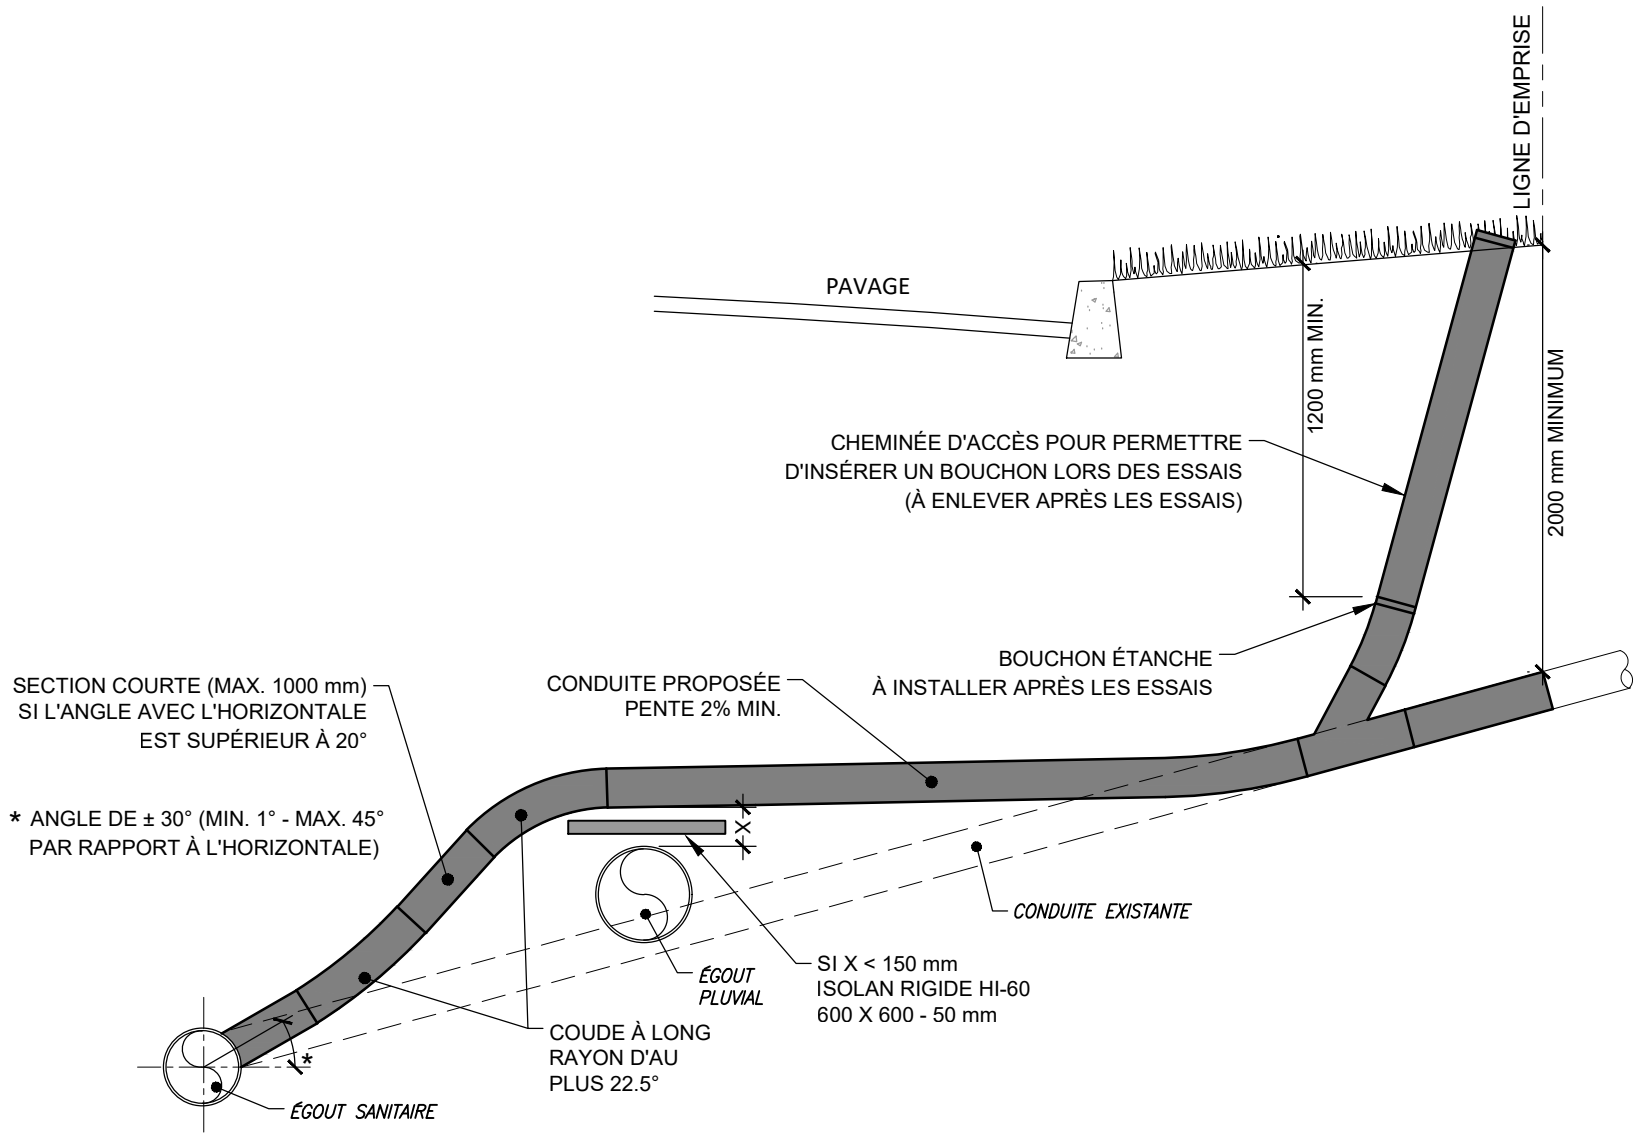 LIGNE D'EMPRISE
PAVAGE
1200 mm MIN.
2000 mm MINIMUM
CHEMINÉE D'ACCÈS POUR PERMETTRE
D'INSÉRER UN BOUCHON LORS DES ESSAIS
(À ENLEVER APRÈS LES ESSAIS)
BOUCHON ÉTANCHE
À INSTALLER APRÈS LES ESSAIS
SECTION COURTE (MAX. 1000 mm)
SI L'ANGLE AVEC L'HORIZONTALE
EST SUPÉRIEUR À 20°
CONDUITE PROPOSÉE
PENTE 2% MIN.
* ANGLE DE ± 30° (MIN. 1° - MAX. 45°
PAR RAPPORT À L'HORIZONTALE)
X
CONDUITE EXISTANTE
SI X < 150 mm
ISOLAN RIGIDE HI-60
600 X 600 - 50 mm
ÉGOUT
PLUVIAL
COUDE À LONG
RAYON D'AU
PLUS 22.5°
*
ÉGOUT SANITAIRE